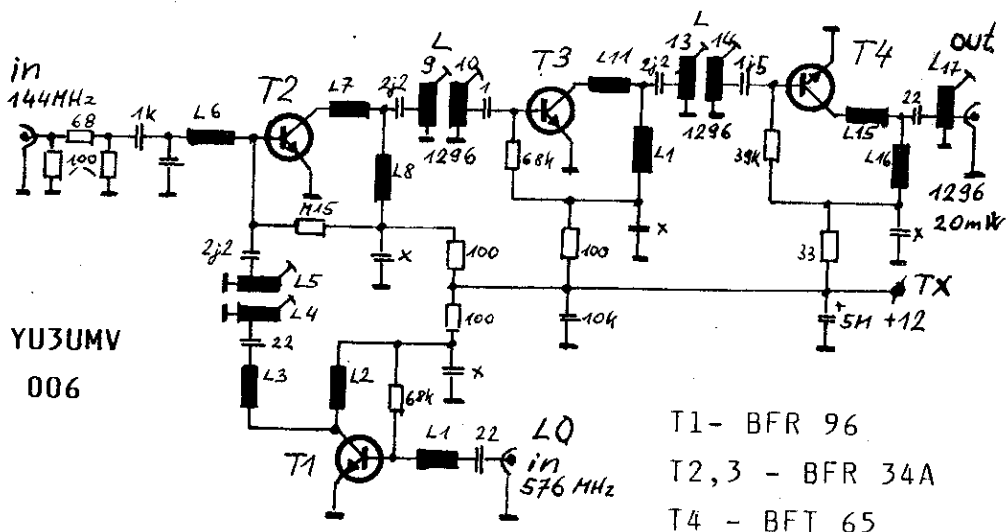 in
144MHz
68
100
1k
L6
T2
L7
2j2
L
9
10
1296
1
L8
M15
x
100
T3
68k
L11
2j2
L1
x
100
10k
L
13
14
1296
1j5
T4
39k
L15
22
L16
L17
out
1296
20mW
x
33
TX
+
5M
+12
2j2
L5
L4
22
L3
L2
100
68k
x
T1
L1
22
LO
in
576 MHz
YU3UMV
006
T1- BFR 96
T2,3 - BFR 34A
T4 - BFT 65